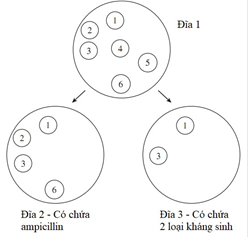 Đĩa 1
1
2
3
4
5
6
1
2
3
6
1
3
Đĩa 2 - Có chứa
ampicillin
Đĩa 3 - Có chứa
2 loại kháng sinh